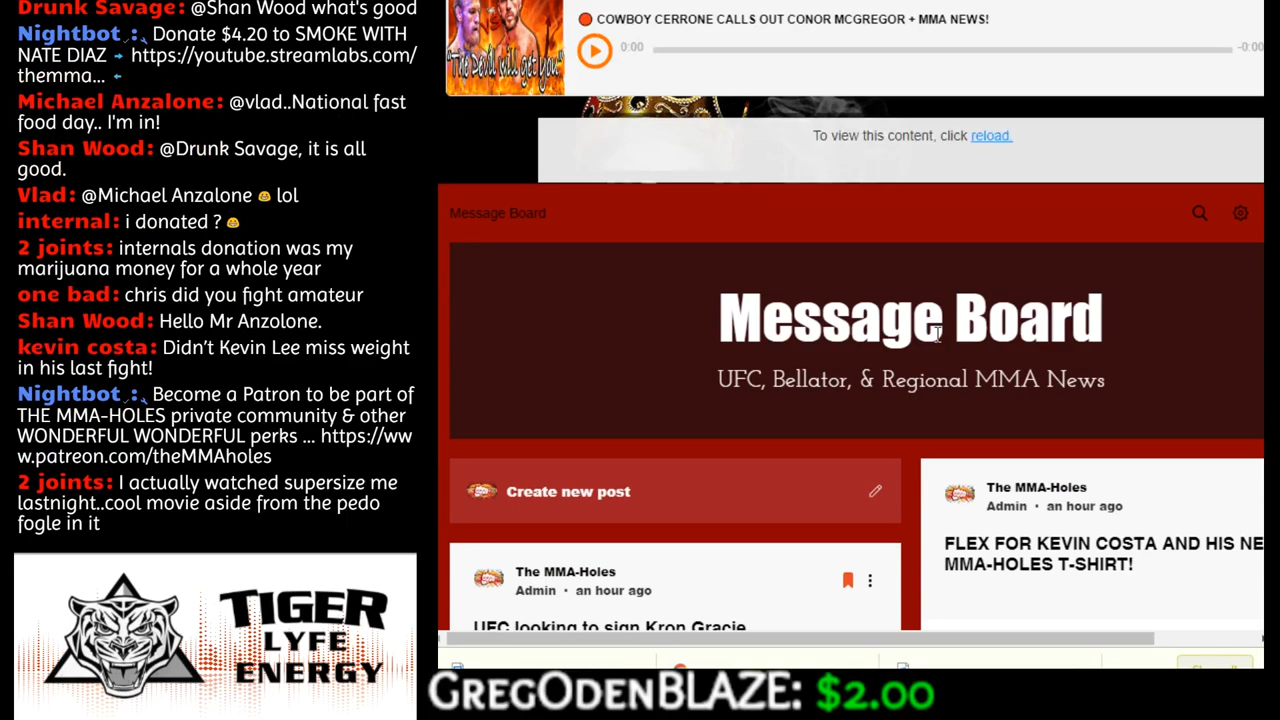 Drunk Savage: @Shan Wood what's good
Nightbot : Donate $4.20 to SMOKE WITH
NATE DIAZ - https://youtube.streamlabs.com/
themma...
Michael Anzalone: @vlad..National fast
food day.. I'm in!
Shan Wood: @Drunk Savage, it is all
good.
Vlad: @Michael Anzalone lol
internal: i donated ?
2 joints: internals donation was my
marijuana money for a whole year
one bad: chris did you fight amateur
Shan Wood: Hello Mr Anzolone.
kevin costa: Didn't Kevin Lee miss weight
in his last fight!
Nightbot : Become a Patron to be part of
THE MMA-HOLES private community & other
WONDERFUL WONDERFUL perks ... https://ww
w.patreon.com/theMMAholes
2 joints: I actually watched supersize me
lastnight..cool movie aside from the pedo
fogle in it
TIGER
LYFE
ENERGY
"The Devil will get you"
COWBOY CERRONE CALLS OUT CONOR MCGREGOR + MMA NEWS!
0:00
-0:00
To view this content, click reload.
Message Board
Message Board
UFC, Bellator, & Regional MMA News
Create new post
The MMA-Holes
Admin • an hour ago
UFC looking to sign Kron Gracie
The MMA-Holes
Admin • an hour ago
FLEX FOR KEVIN COSTA AND HIS NE
MMA-HOLES T-SHIRT!
GREGODENBLAZE: $2.00